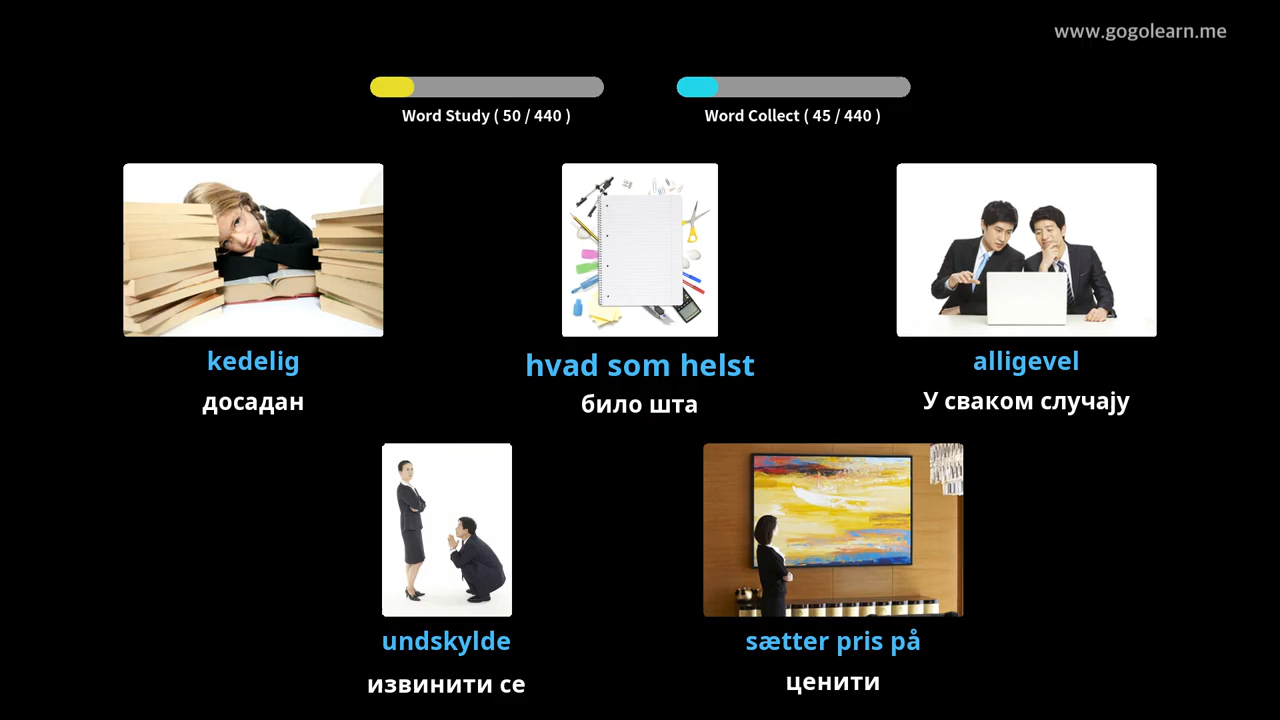 www.gogolearn.me
Word Study ( 50 / 440 )
Word Collect ( 45 / 440 )
kedelig
досадан
hvad som helst
било шта
alligevel
У сваком случају
undskylde
извинити се
sætter pris på
ценити